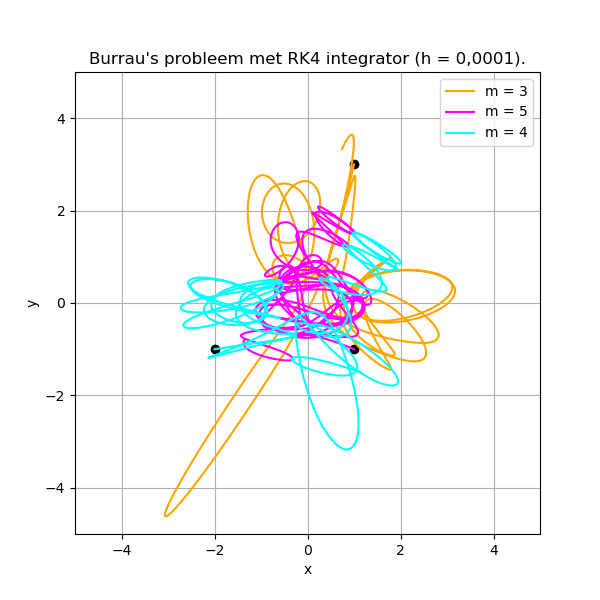 Burrau's probleem met RK4 integrator (h = 0,0001).
m = 3
m = 5
m = 4
4
2
0
−2
−4
y
−4 −2 0 2 4
x